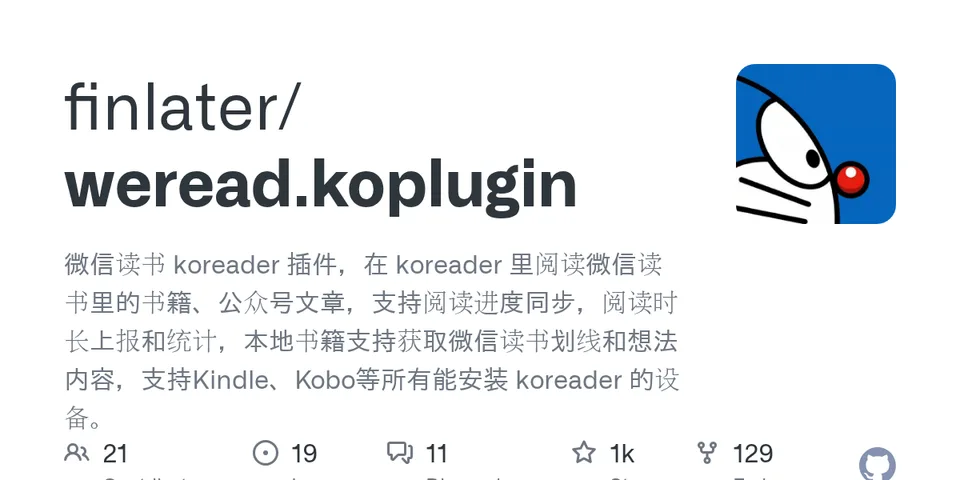 finlater/
weread.koplugin
微信读书 koreader 插件，在 koreader 里阅读微信读
书里的书籍、公众号文章，支持阅读进度同步，阅读时
长上报和统计，本地书籍支持获取微信读书划线和想法
内容，支持Kindle、Kobo等所有能安装 koreader 的设
备。
21 19 11 1k 129